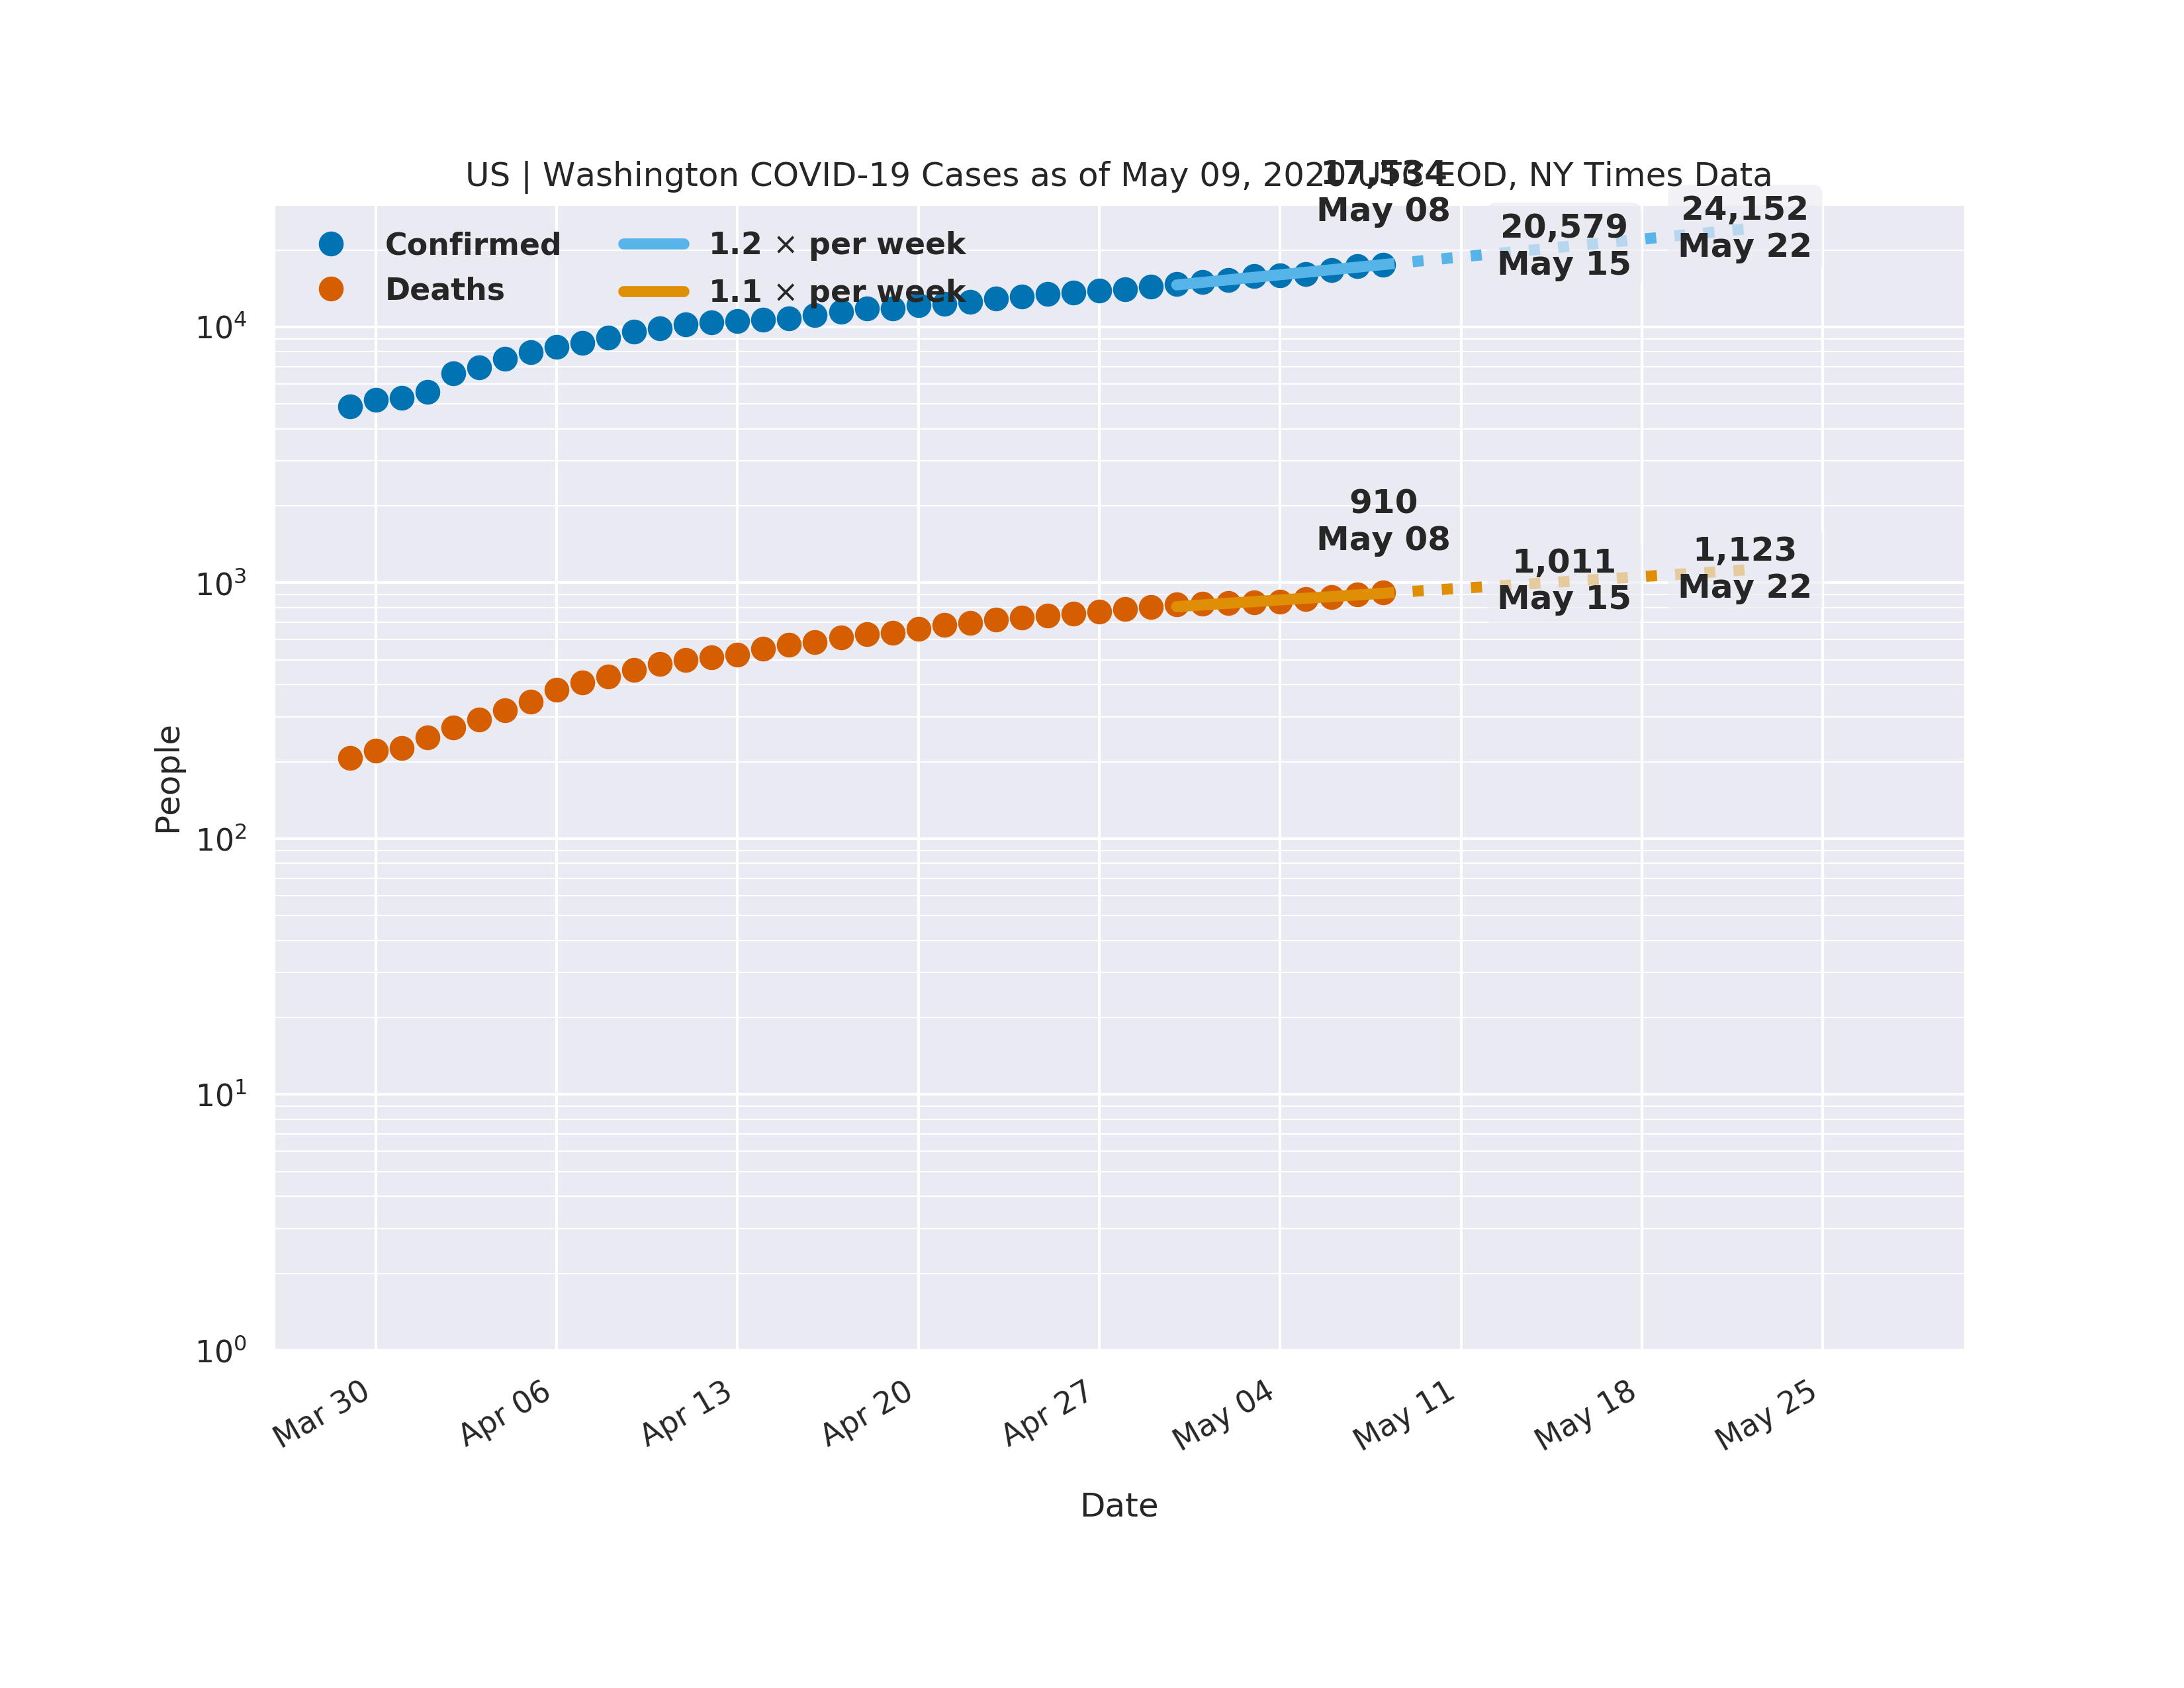 US | Washington COVID-19 Cases as of May 09, 2020 UTC EOD, NY Times Data
17,534
May 08
20,579
May 15
24,152
May 22
Confirmed
Deaths
1.2 × per week
1.1 × per week
910
May 08
1,011
May 15
1,123
May 22
People
10⁴
10³
10²
10¹
10⁰
Mar 30
Apr 06
Apr 13
Apr 20
Apr 27
May 04
May 11
May 18
May 25
Date